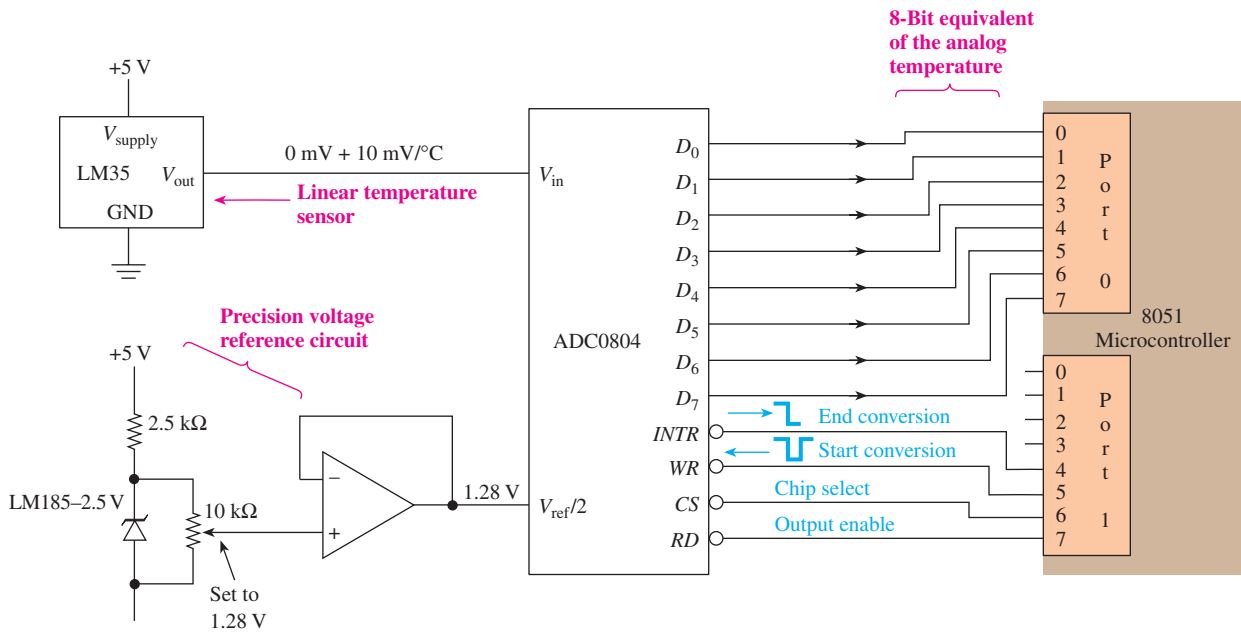 8-Bit equivalent
of the analog
temperature
+5 V
V_supply
LM35
V_out
GND
0 mV + 10 mV/°C
Linear temperature
sensor
V_in
ADC0804
V_ref/2
D_0
D_1
D_2
D_3
D_4
D_5
D_6
D_7
INTR
WR
CS
RD
End conversion
Start conversion
Chip select
Output enable
0
1
2
3
4
5
6
7
Port 0
8051
Microcontroller
0
1
2
3
4
5
6
7
Port 1
Precision voltage
reference circuit
+5 V
2.5 kΩ
LM185–2.5 V
10 kΩ
Set to
1.28 V
−
+
1.28 V